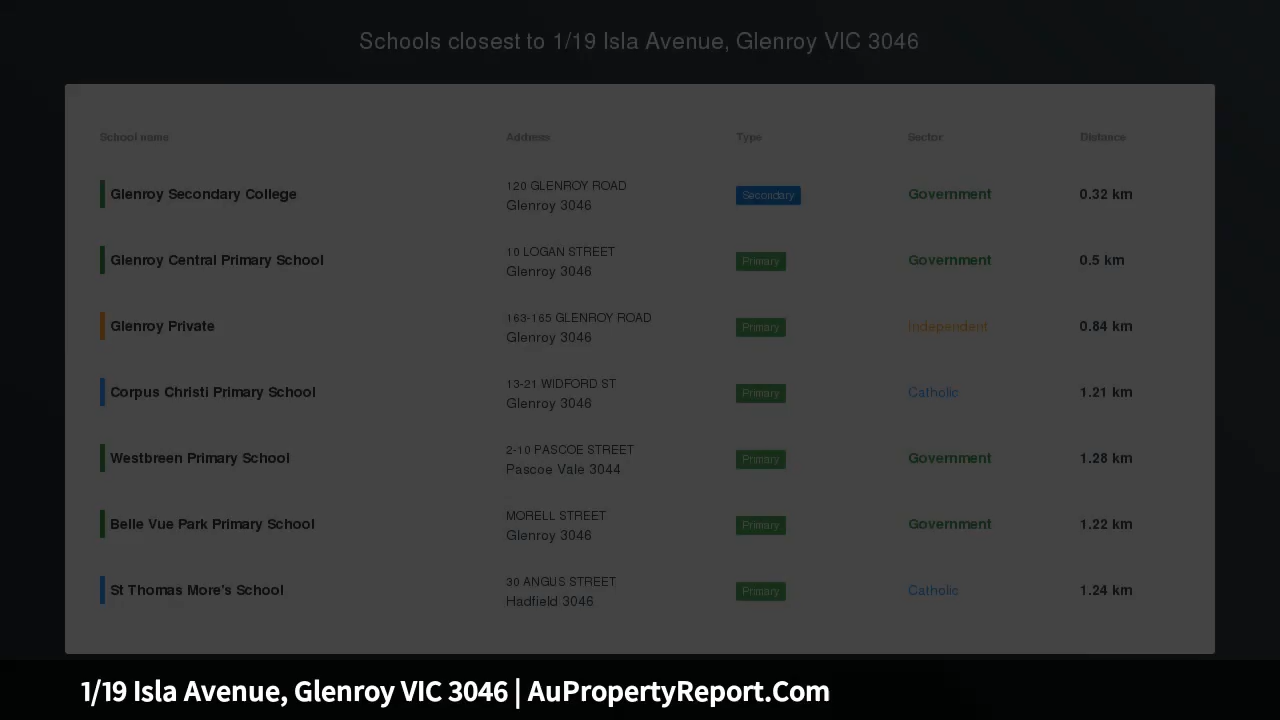 Schools closest to 1/19 Isla Avenue, Glenroy VIC 3046
School name Address Type Sector Distance
120 GLENROY ROAD
Glenroy Secondary College Secondary Government 0.32 km
Glenroy 3046
10 LOGAN STREET
Glenroy Central Primary School Primary Government 0.5 km
Glenroy 3046
163-165 GLENROY ROAD
Glenroy Private Primary Independent 0.84 km
Glenroy 3046
13-21 WIDFORD ST
Corpus Christi Primary School Primary Catholic 1.21 km
Glenroy 3046
2-10 PASCOE STREET
Westbreen Primary School Primary Government 1.28 km
Pascoe Vale 3044
MORELL STREET
Belle Vue Park Primary School Primary Government 1.22 km
Glenroy 3046
30 ANGUS STREET
St Thomas More's School Primary Catholic 1.24 km
Hadfield 3046
1/19 Isla Avenue, Glenroy VIC 3046 | AuPropertyReport.Com